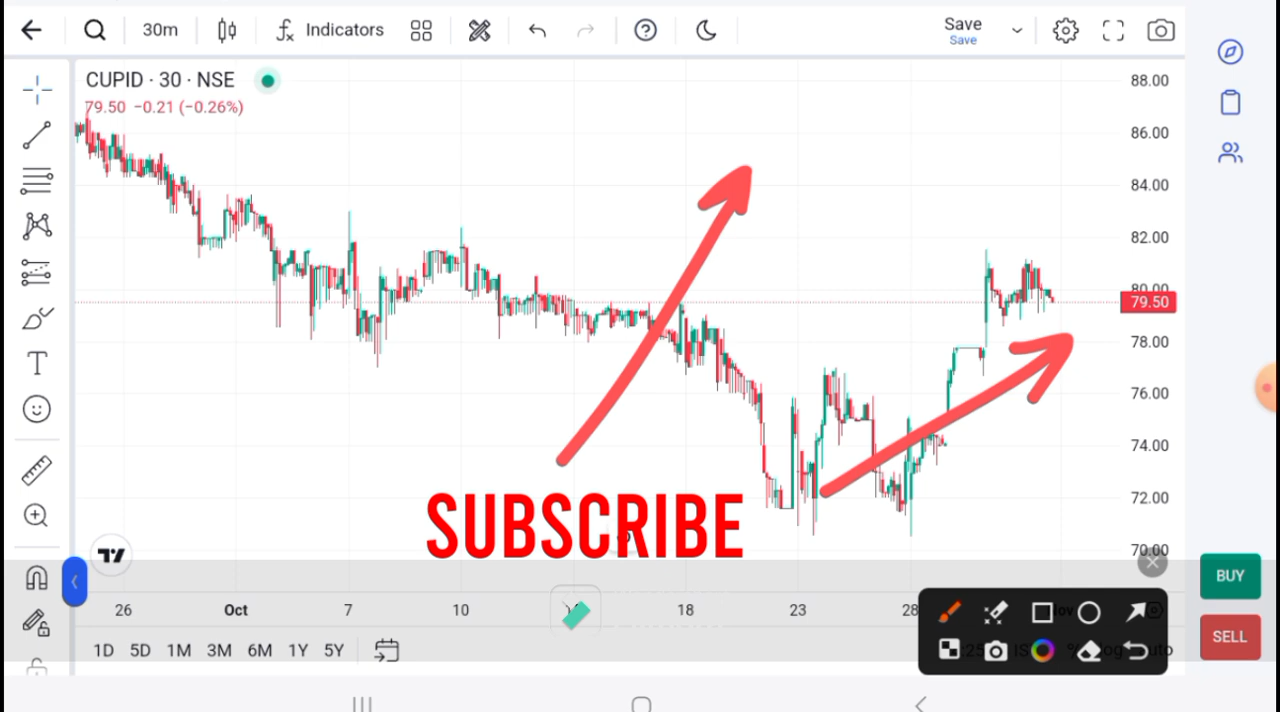 30m Indicators Save
Save
CUPID · 30 · NSE
79.50 −0.21 (−0.26%)
88.00
86.00
84.00
82.00
80.00
79.50
78.00
76.00
74.00
72.00
70.00
SUBSCRIBE
BUY
SELL
26 Oct 7 10 18 23 28
1D 5D 1M 3M 6M 1Y 5Y